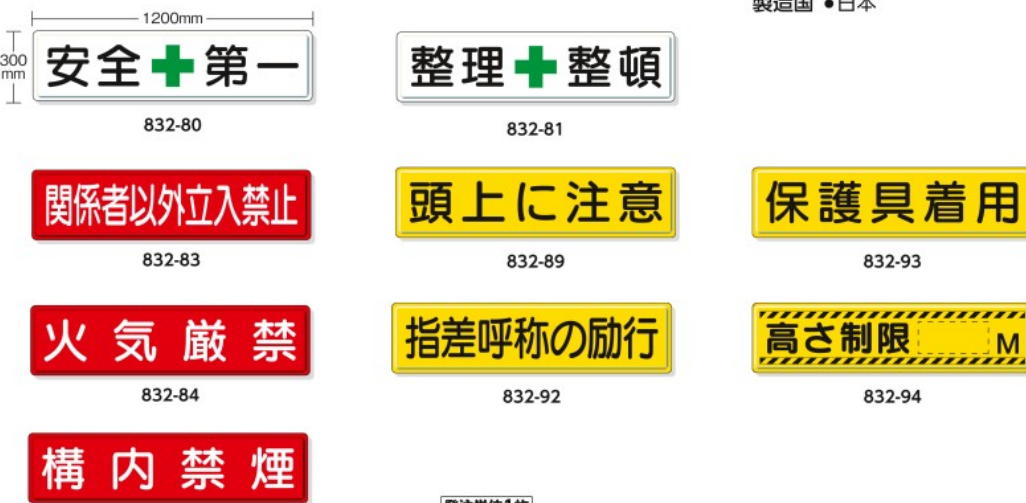 製造国 ●日本
1200mm
300
mm
安全✚第一
832-80
整理✚整頓
832-81
関係者以外立入禁止
832-83
頭上に注意
832-89
保護具着用
832-93
火気厳禁
832-84
指差呼称の励行
832-92
高さ制限 M
832-94
構内禁煙